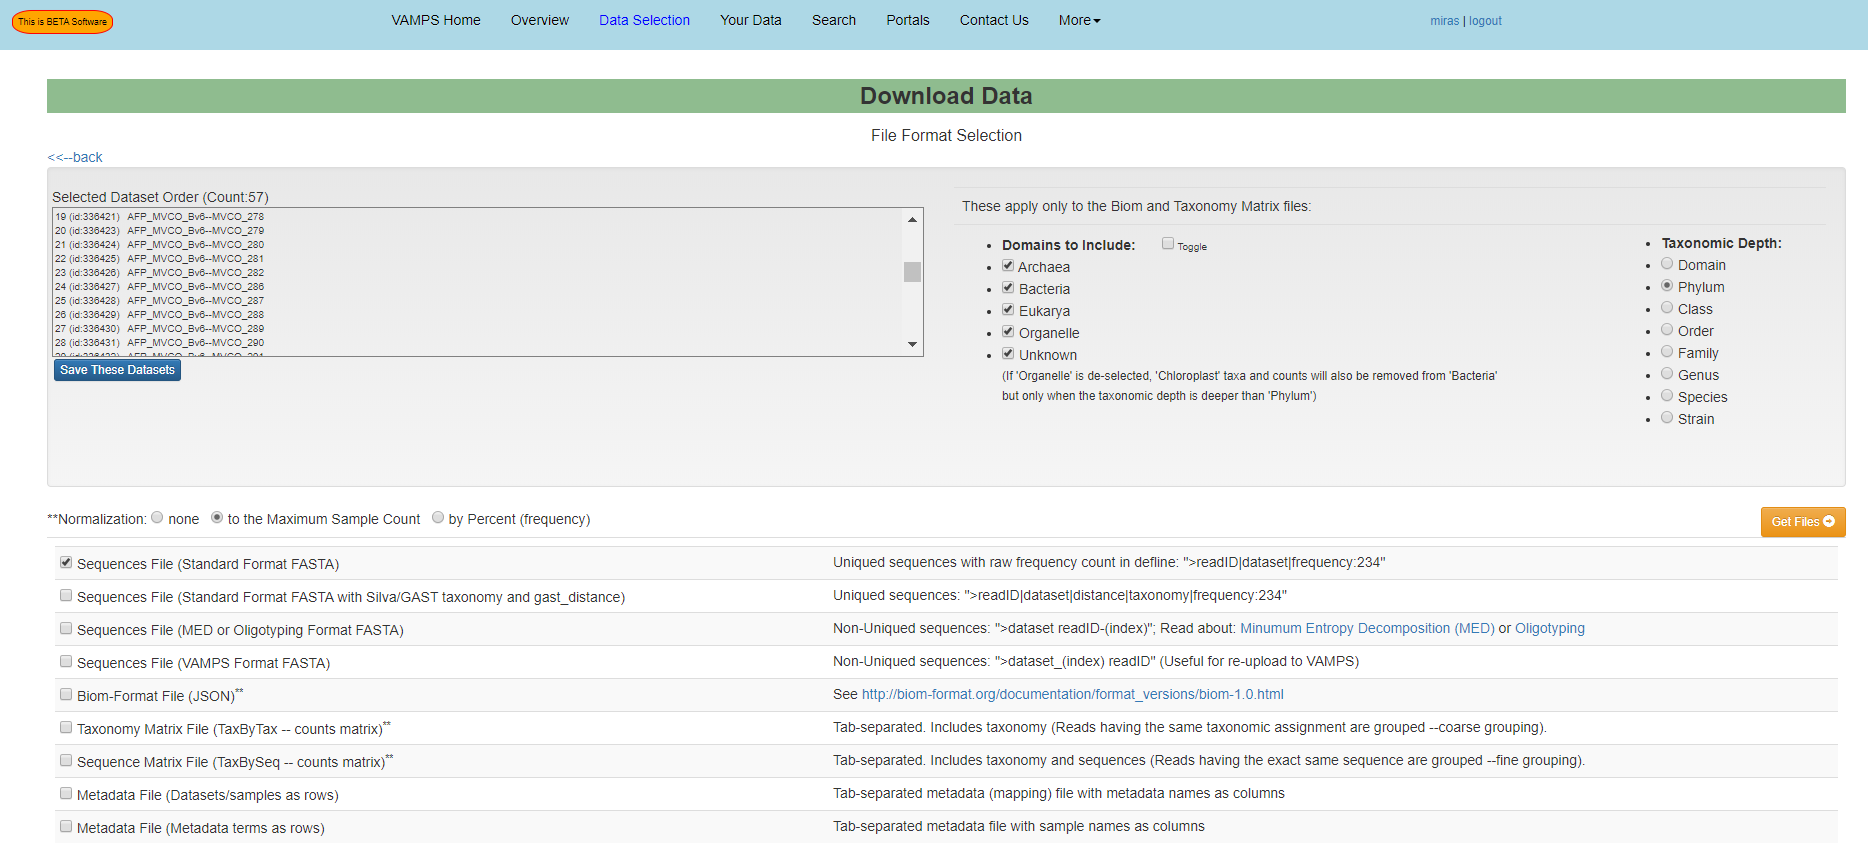 This is BETA Software
VAMPS Home Overview Data Selection Your Data Search Portals Contact Us More
miras | logout
Download Data
File Format Selection
<<--back
Selected Dataset Order (Count:57)
19 (id:336421) AFP_MVCO_Bv6--MVCO_278
20 (id:336423) AFP_MVCO_Bv6--MVCO_279
21 (id:336424) AFP_MVCO_Bv6--MVCO_280
22 (id:336425) AFP_MVCO_Bv6--MVCO_281
23 (id:336426) AFP_MVCO_Bv6--MVCO_282
24 (id:336427) AFP_MVCO_Bv6--MVCO_286
25 (id:336428) AFP_MVCO_Bv6--MVCO_287
26 (id:336429) AFP_MVCO_Bv6--MVCO_288
27 (id:336430) AFP_MVCO_Bv6--MVCO_289
28 (id:336431) AFP_MVCO_Bv6--MVCO_290
Save These Datasets
These apply only to the Biom and Taxonomy Matrix files:
Domains to Include: Toggle
Archaea
Bacteria
Eukarya
Organelle
Unknown
(If 'Organelle' is de-selected, 'Chloroplast' taxa and counts will also be removed from 'Bacteria'
but only when the taxonomic depth is deeper than 'Phylum')
Taxonomic Depth:
Domain
Phylum
Class
Order
Family
Genus
Species
Strain
**Normalization: none to the Maximum Sample Count by Percent (frequency)
Get Files
Sequences File (Standard Format FASTA) Uniqued sequences with raw frequency count in defline: ">readID|dataset|frequency:234"
Sequences File (Standard Format FASTA with Silva/GAST taxonomy and gast_distance) Uniqued sequences: ">readID|dataset|distance|taxonomy|frequency:234"
Sequences File (MED or Oligotyping Format FASTA) Non-Uniqued sequences: ">dataset readID-(index)"; Read about: Minumum Entropy Decomposition (MED) or Oligotyping
Sequences File (VAMPS Format FASTA) Non-Uniqued sequences: ">dataset_(index) readID" (Useful for re-upload to VAMPS)
Biom-Format File (JSON)** See http://biom-format.org/documentation/format_versions/biom-1.0.html
Taxonomy Matrix File (TaxByTax -- counts matrix)** Tab-separated. Includes taxonomy (Reads having the same taxonomic assignment are grouped --coarse grouping).
Sequence Matrix File (TaxBySeq -- counts matrix)** Tab-separated. Includes taxonomy and sequences (Reads having the exact same sequence are grouped --fine grouping).
Metadata File (Datasets/samples as rows) Tab-separated metadata (mapping) file with metadata names as columns
Metadata File (Metadata terms as rows) Tab-separated metadata file with sample names as columns